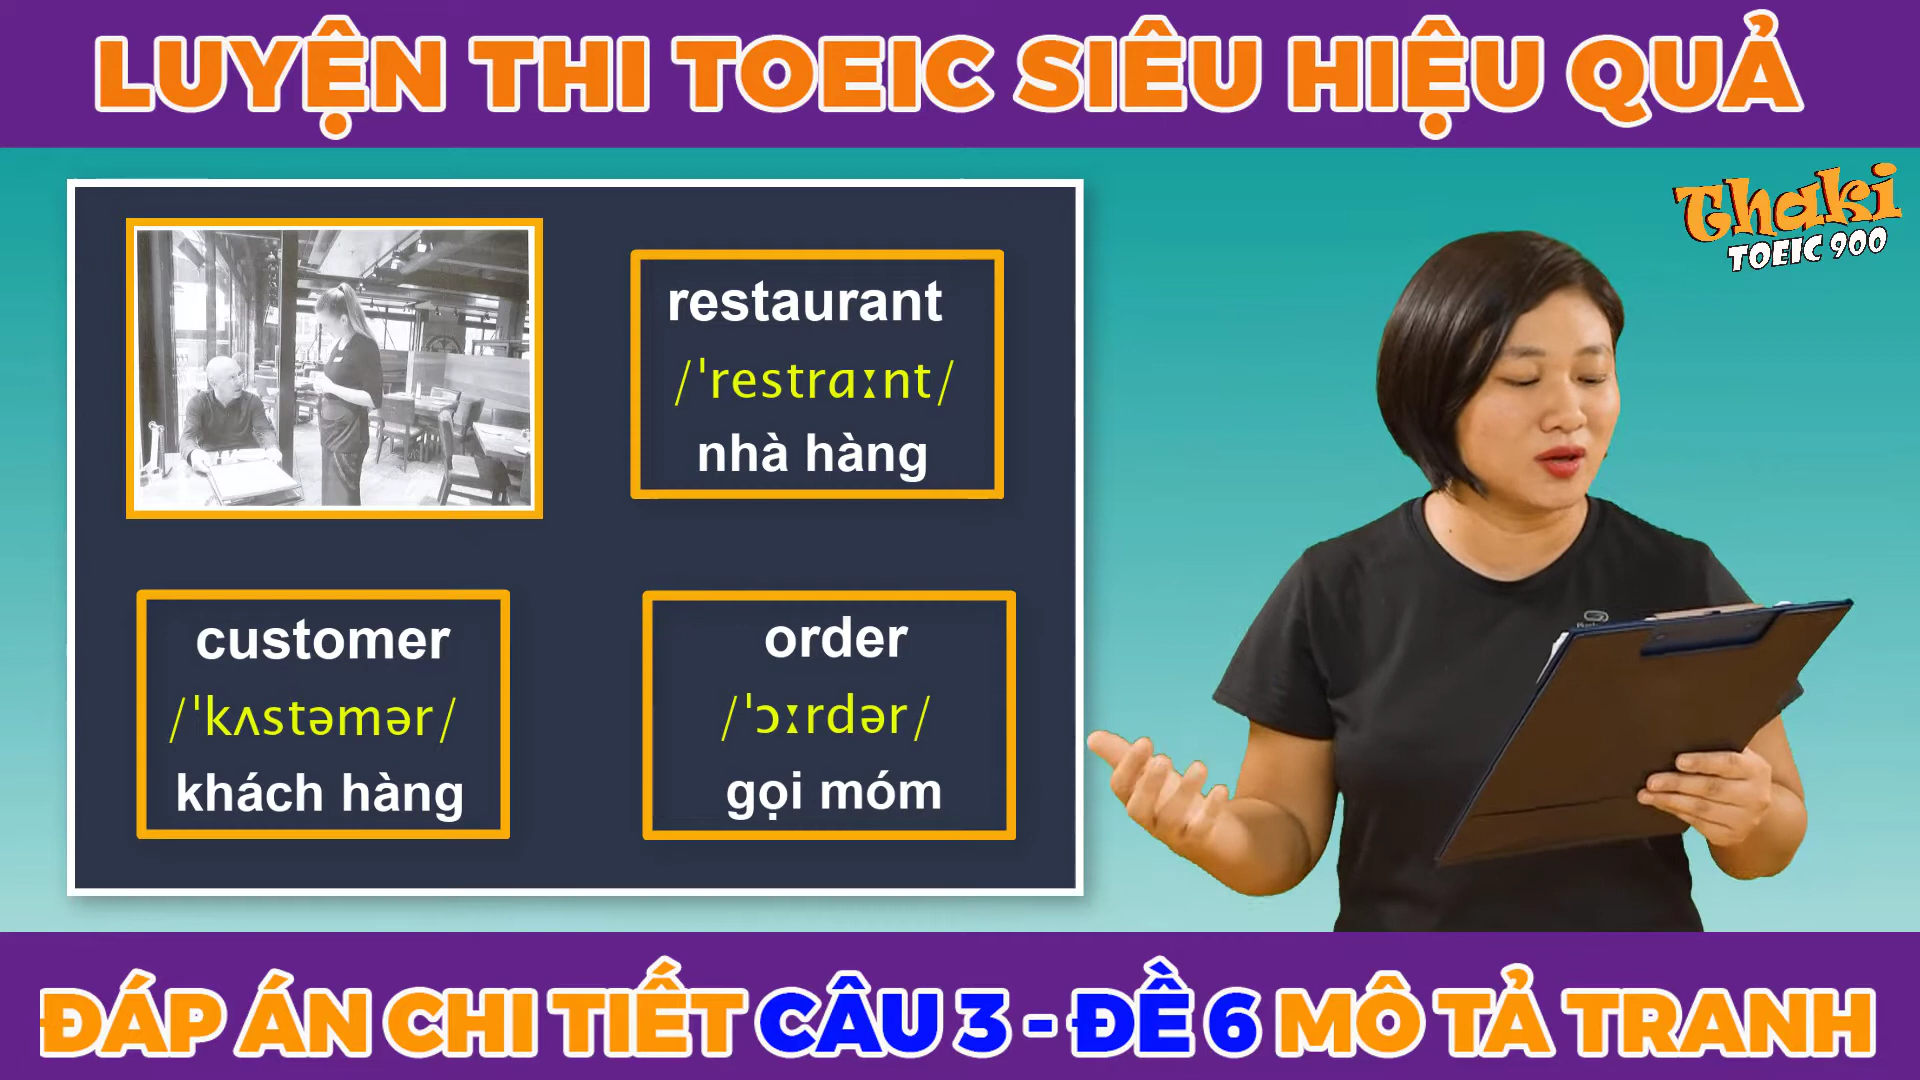 LUYỆN THI TOEIC SIÊU HIỆU QUẢ
Thaki
TOEIC 900
restaurant
/ˈrestrɑːnt/
nhà hàng
customer
/ˈkʌstəmər/
khách hàng
order
/ˈɔːrdər/
gọi móm
ĐÁP ÁN CHI TIẾT CÂU 3 - ĐỀ 6 MÔ TẢ TRANH